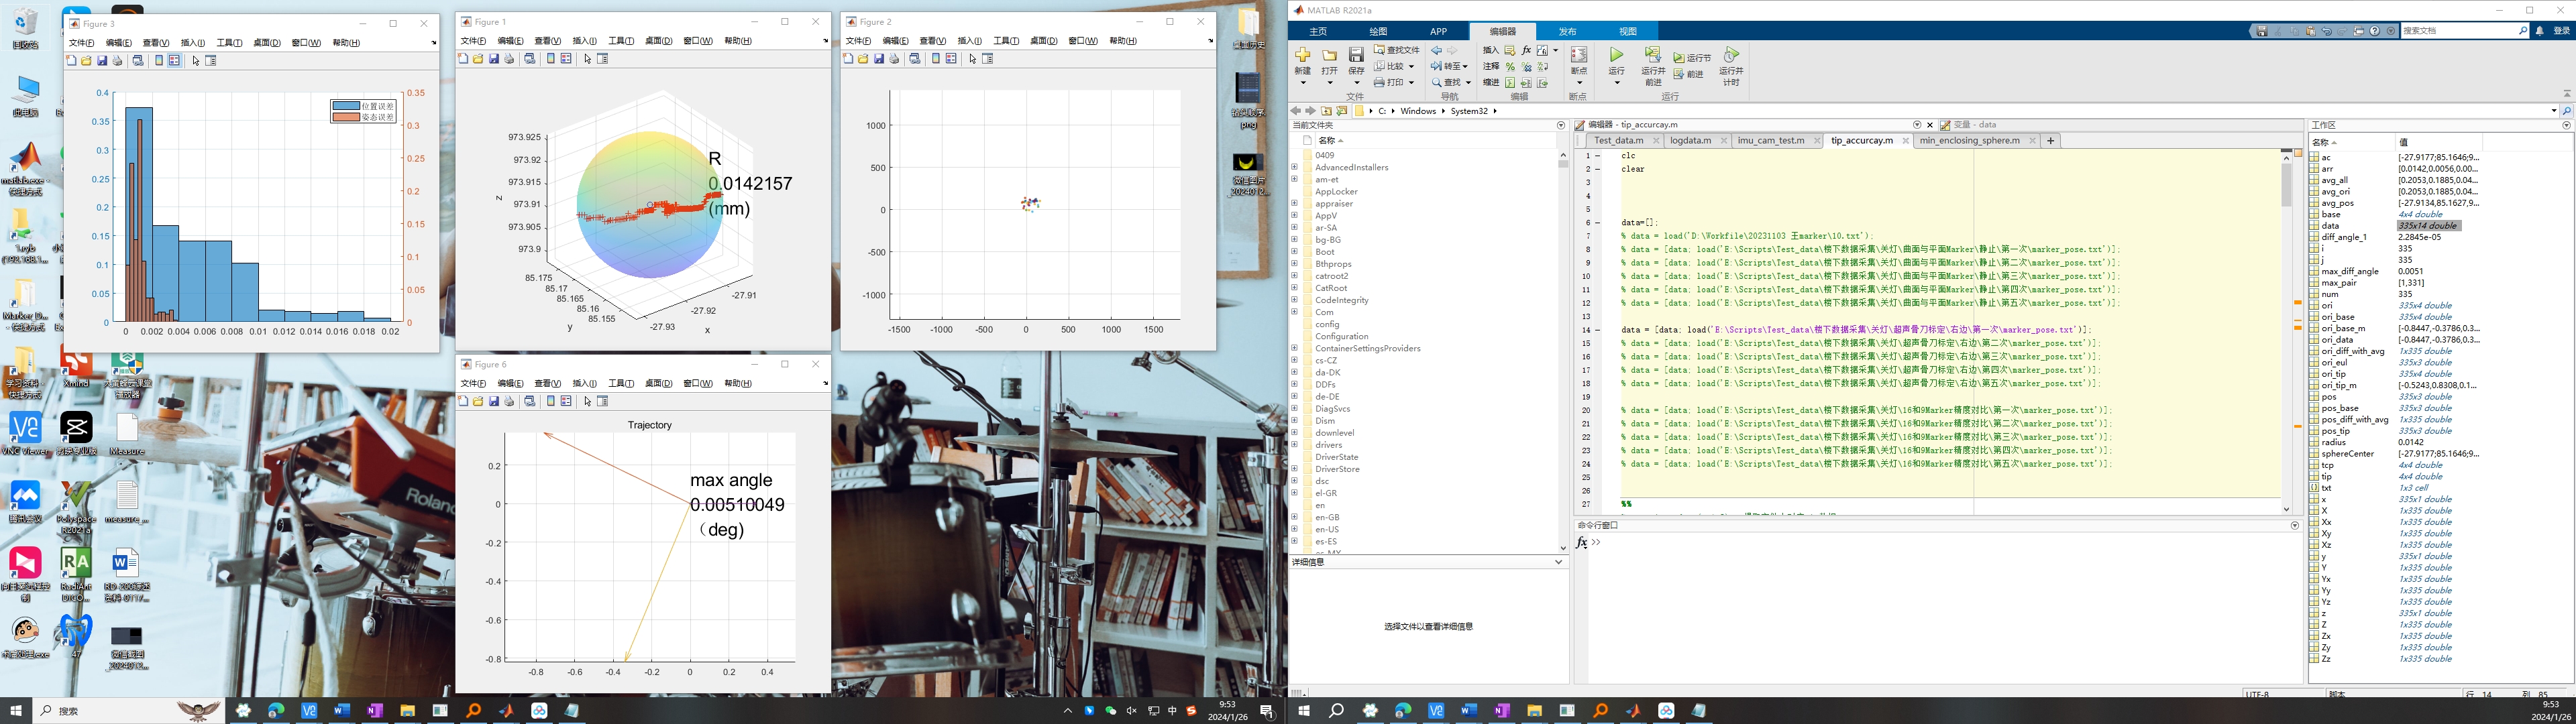 Figure 3
文件(F) 编辑(E) 查看(V) 插入(I) 工具(T) 桌面(D) 窗口(W) 帮助(H)
位置误差
姿态误差
0.4
0.35
0.3
0.25
0.2
0.15
0.1
0.05
0
0.35
0.3
0.25
0.2
0.15
0.1
0.05
0
0 0.002 0.004 0.006 0.008 0.01 0.012 0.014 0.016 0.018 0.02
Figure 1
文件(F) 编辑(E) 查看(V) 插入(I) 工具(T) 桌面(D) 窗口(W) 帮助(H)
973.925
973.92
973.915
973.91
973.905
973.9
z
R
0.0142157
(mm)
85.175
85.17
85.165
85.16
85.155
y
-27.93
-27.92
-27.91
x
Figure 2
文件(F) 编辑(E) 查看(V) 插入(I) 工具(T) 桌面(D) 窗口(W) 帮助(H)
1000
500
0
-500
-1000
-1500 -1000 -500 0 500 1000 1500
Figure 6
文件(F) 编辑(E) 查看(V) 插入(I) 工具(T) 桌面(D) 窗口(W) 帮助(H)
Trajectory
max angle
0.00510049
（deg)
0.2
0
-0.2
-0.4
-0.6
-0.8
-0.8 -0.6 -0.4 -0.2 0 0.2 0.4
回收站
此电脑
VNC Viewer
Xmind
Measure
腾讯会议
Polyspace R2021a
measure_...
RadiAnt DICO...
47
Roland
搜索
中
9:53
2024/1/26
MATLAB R2021a
主页 绘图 APP 编辑器 发布 视图
搜索文档
登录
新建 打开 保存 查找文件 比较 打印
转至 查找
插入 注释 缩进
断点
运行 运行并前进 运行节 前进 运行并计时
文件 导航 编辑 断点 运行
C: Windows System32
当前文件夹
名称
0409
AdvancedInstallers
am-et
AppLocker
appraiser
AppV
ar-SA
bg-BG
Boot
Bthprops
catroot2
CatRoot
CodeIntegrity
Com
config
Configuration
ContainerSettingsProviders
cs-CZ
da-DK
DDFs
de-DE
DiagSvcs
Dism
downlevel
drivers
DriverState
DriverStore
dsc
el-GR
en
en-GB
en-US
es-ES
es-MX
详细信息
选择文件以查看详细信息
编辑器 - tip_accurcay.m
变量 - data
Test_data.m logdata.m imu_cam_test.m tip_accurcay.m min_enclosing_sphere.m
1 clc
2 clear
3
4
5
6 data=[];
7 % data = load('D:\Workfile\20231103 王marker\10.txt');
8 % data = [data; load('E:\Scripts\Test_data\楼下数据采集\关灯\曲面与平面Marker\静止\第一次\marker_pose.txt')];
9 % data = [data; load('E:\Scripts\Test_data\楼下数据采集\关灯\曲面与平面Marker\静止\第二次\marker_pose.txt')];
10 % data = [data; load('E:\Scripts\Test_data\楼下数据采集\关灯\曲面与平面Marker\静止\第三次\marker_pose.txt')];
11 % data = [data; load('E:\Scripts\Test_data\楼下数据采集\关灯\曲面与平面Marker\静止\第四次\marker_pose.txt')];
12 % data = [data; load('E:\Scripts\Test_data\楼下数据采集\关灯\曲面与平面Marker\静止\第五次\marker_pose.txt')];
13
14 data = [data; load('E:\Scripts\Test_data\楼下数据采集\关灯\超声骨刀标定\右边\第一次\marker_pose.txt')];
15 % data = [data; load('E:\Scripts\Test_data\楼下数据采集\关灯\超声骨刀标定\右边\第二次\marker_pose.txt')];
16 % data = [data; load('E:\Scripts\Test_data\楼下数据采集\关灯\超声骨刀标定\右边\第三次\marker_pose.txt')];
17 % data = [data; load('E:\Scripts\Test_data\楼下数据采集\关灯\超声骨刀标定\右边\第四次\marker_pose.txt')];
18 % data = [data; load('E:\Scripts\Test_data\楼下数据采集\关灯\超声骨刀标定\右边\第五次\marker_pose.txt')];
19
20 % data = [data; load('E:\Scripts\Test_data\楼下数据采集\关灯\16和9Marker精度对比\第一次\marker_pose.txt')];
21 % data = [data; load('E:\Scripts\Test_data\楼下数据采集\关灯\16和9Marker精度对比\第二次\marker_pose.txt')];
22 % data = [data; load('E:\Scripts\Test_data\楼下数据采集\关灯\16和9Marker精度对比\第三次\marker_pose.txt')];
23 % data = [data; load('E:\Scripts\Test_data\楼下数据采集\关灯\16和9Marker精度对比\第四次\marker_pose.txt')];
24 % data = [data; load('E:\Scripts\Test_data\楼下数据采集\关灯\16和9Marker精度对比\第五次\marker_pose.txt')];
25
26
27 %%
命令行窗口
fx >>
工作区
名称 值
ac [-27.9177;85.1646;9...
arr [0.0142,0.0056,0.00...
avg_all [0.2053,0.1885,0.04...
avg_ori [0.2053,0.1885,0.04...
avg_pos [-27.9134,85.1627,9...
base 4x4 double
data 335x14 double
diff_angle_1 2.2845e-05
i 335
j 335
max_diff_angle 0.0051
max_pair [1,331]
num 335
ori 335x4 double
ori_base 335x4 double
ori_base_m [-0.8447,-0.3786,0.3...
ori_data [-0.8447,-0.3786,0.3...
ori_diff_with_avg 1x335 double
ori_eul 335x3 double
ori_tip 335x4 double
ori_tip_m [-0.5243,0.8308,0.1...
pos 335x3 double
pos_base 335x3 double
pos_diff_with_avg 1x335 double
pos_tip 335x3 double
radius 0.0142
sphereCenter [-27.9177;85.1646;9...
tcp 4x4 double
tip 4x4 double
txt 1x3 cell
x 335x1 double
X 1x335 double
Xx 1x335 double
Xy 1x335 double
Xz 1x335 double
y 335x1 double
Y 1x335 double
Yx 1x335 double
Yy 1x335 double
Yz 1x335 double
z 335x1 double
Z 1x335 double
Zx 1x335 double
Zy 1x335 double
Zz 1x335 double
UTF-8 脚本 行 14 列 85
9:53
2024/1/26